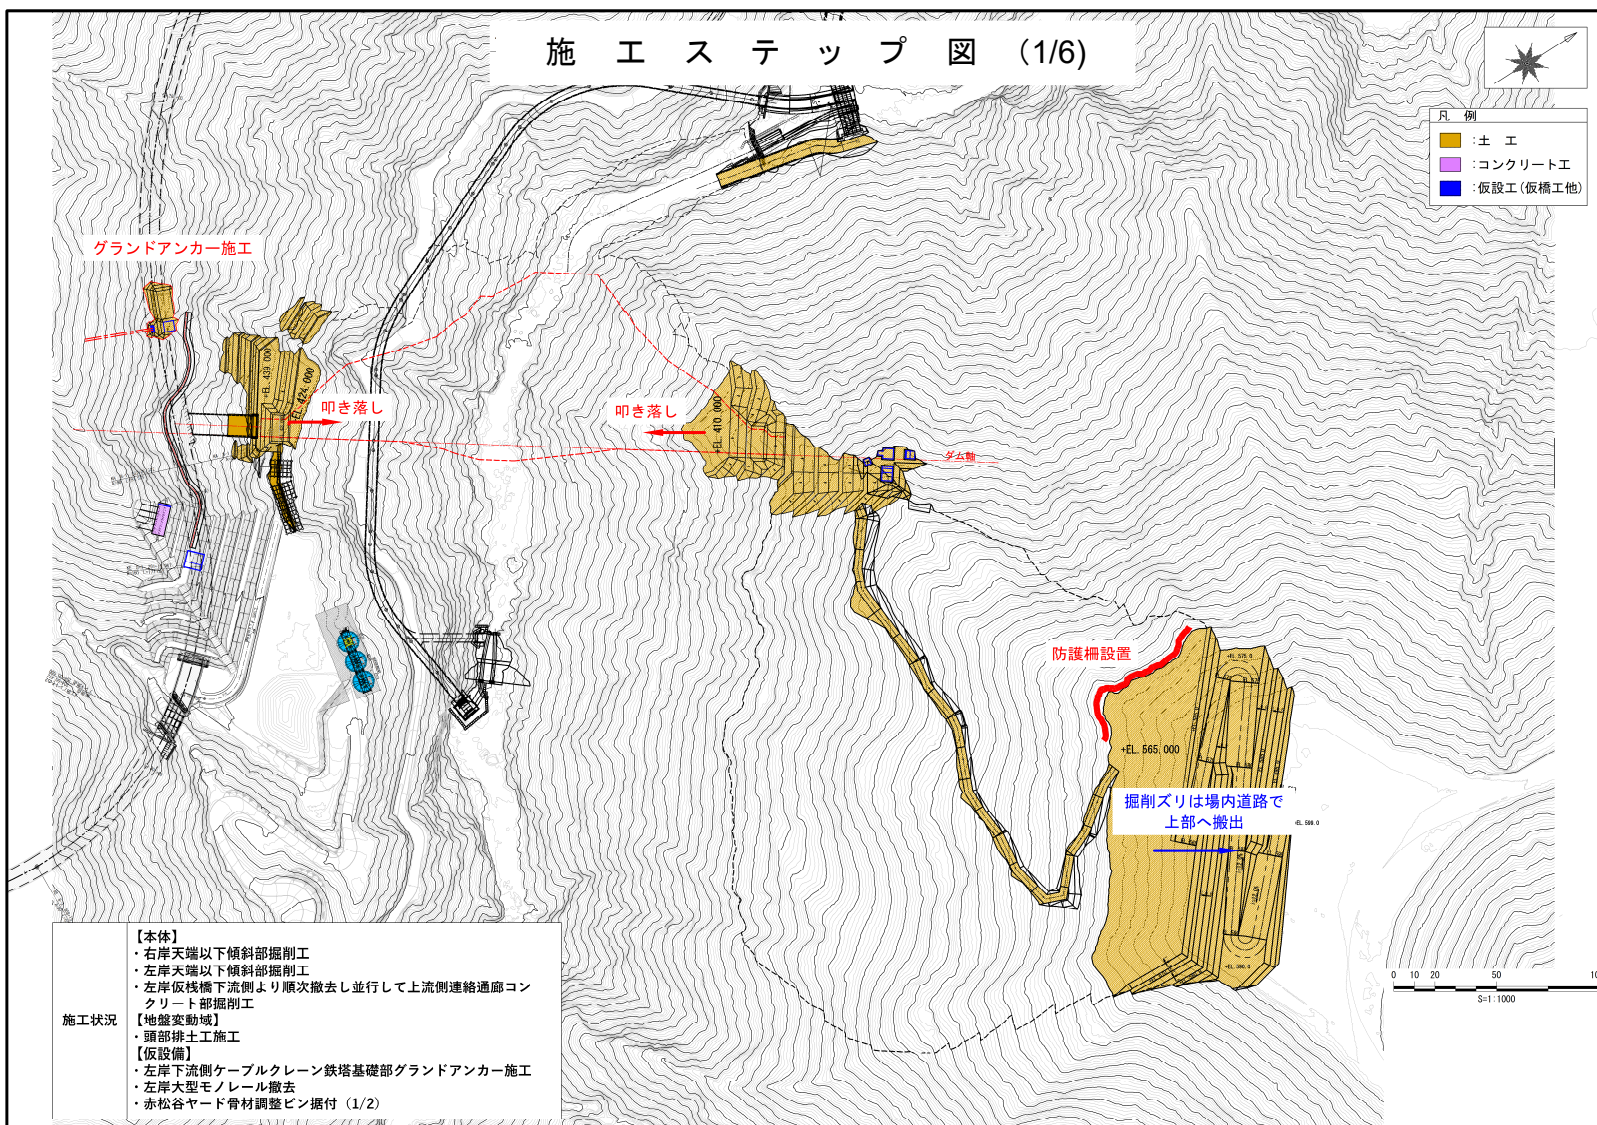 施 工 ス テ ッ プ 図 (1/6)
凡 例
:土 工
:コンクリート工
:仮設工(仮橋工他)
グランドアンカー施工
+EL.439.000
EL.424.000
叩き落し
叩き落し
+EL.410.000
ダム軸
防護柵設置
+EL.575.0
+EL.565.000
掘削ズリは場内道路で
上部へ搬出
+EL.599.0
+EL.590.0
0 10 20 50
S=1:1000
施工状況
【本体】
・右岸天端以下傾斜部掘削工
・左岸天端以下傾斜部掘削工
・左岸仮桟橋下流側より順次撤去し並行して上流側連絡通廊コン
クリート部掘削工
【地盤変動域】
・頭部排土工施工
【仮設備】
・左岸下流側ケーブルクレーン鉄塔基礎部グランドアンカー施工
・左岸大型モノレール撤去
・赤松谷ヤード骨材調整ビン据付（1/2）